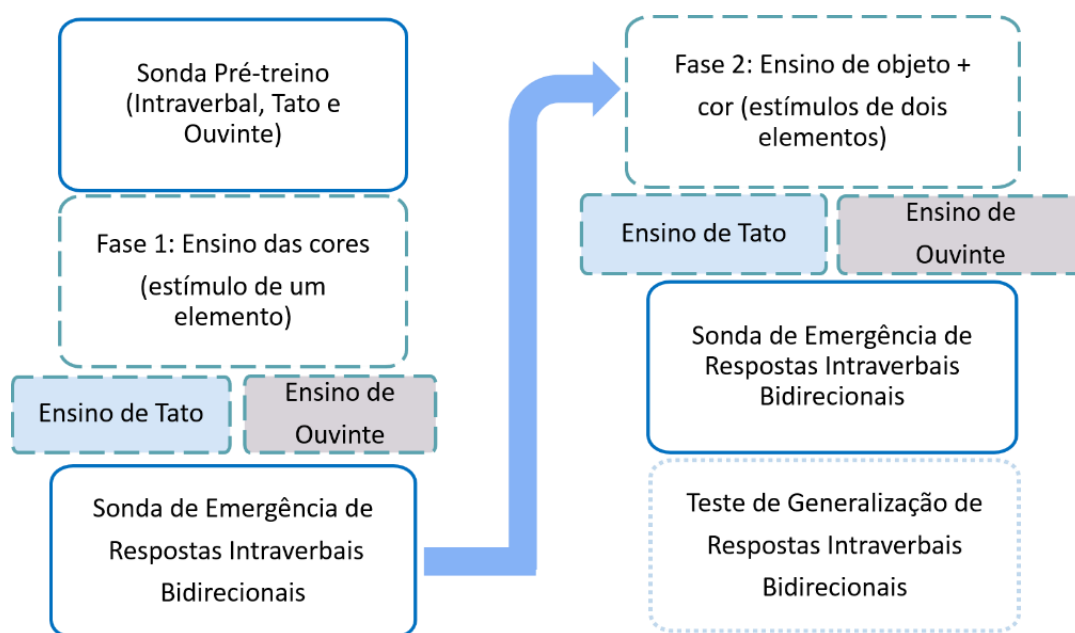 Sonda Pré-treino
(Intraverbal, Tato e
Ouvinte)
Fase 1: Ensino das cores
(estímulo de um
elemento)
Ensino de Tato
Ensino de
Ouvinte
Sonda de Emergência de
Respostas Intraverbais
Bidirecionais
Fase 2: Ensino de objeto +
cor (estímulos de dois
elementos)
Ensino de Tato
Ensino de
Ouvinte
Sonda de Emergência de
Respostas Intraverbais
Bidirecionais
Teste de Generalização de
Respostas Intraverbais
Bidirecionais